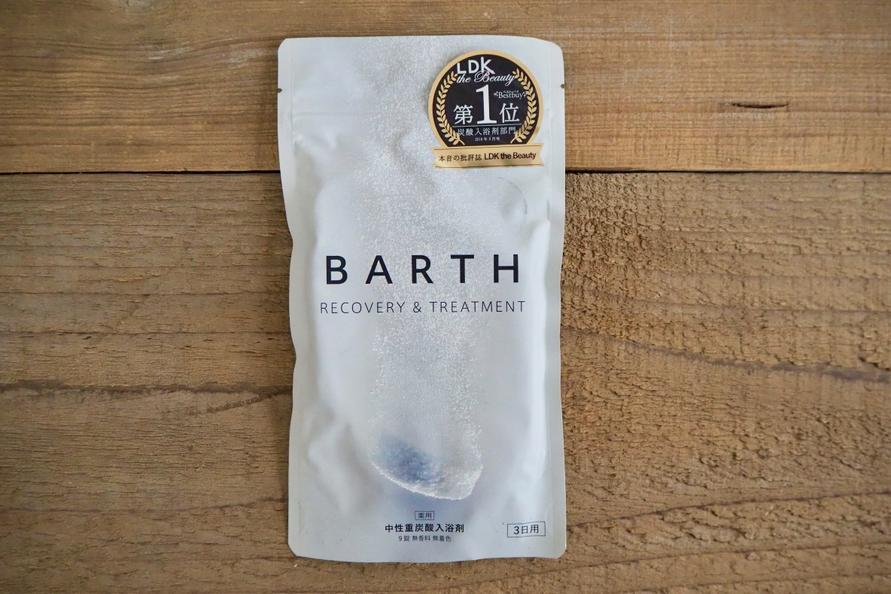 LDK
the Beauty
Bestbuy
第1位
炭酸入浴剤部門
本音の批評誌 LDK the Beauty
BARTH
RECOVERY & TREATMENT
薬用
中性重炭酸入浴剤
9錠 無香料 無着色
3日用